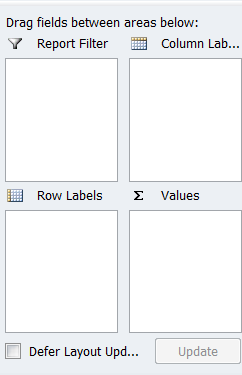 Drag fields between areas below:
Report Filter
Column Lab...
Row Labels
Σ Values
Defer Layout Upd...
Update